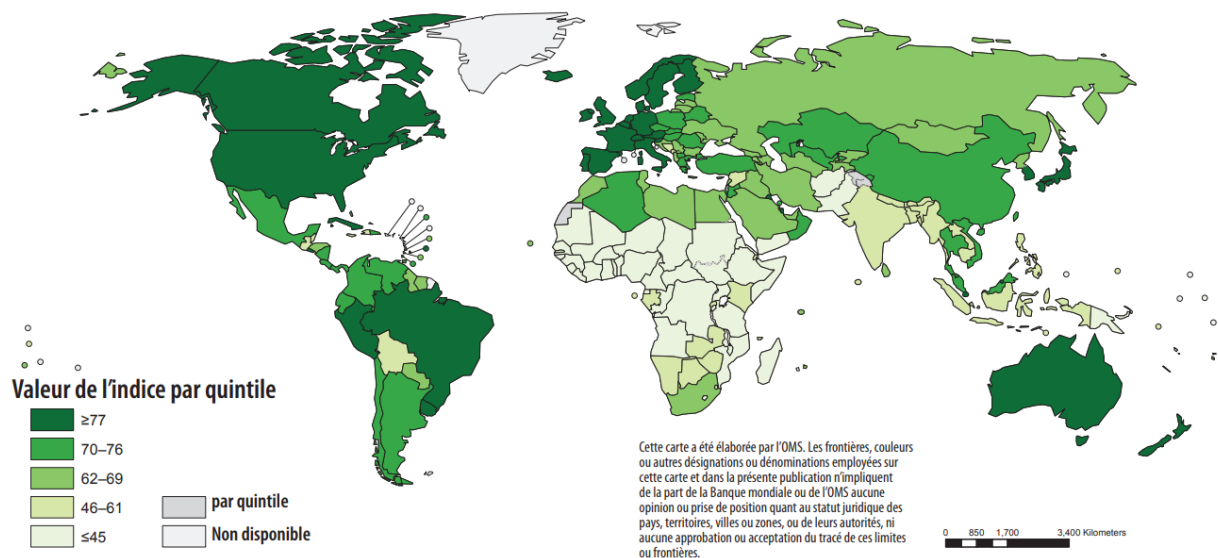 Valeur de l'indice par quintile
≥77
70–76
62–69
46–61
≤45
par quintile
Non disponible
Cette carte a été élaborée par l'OMS. Les frontières, couleurs
ou autres désignations ou dénominations employées sur
cette carte et dans la présente publication n'impliquent
de la part de la Banque mondiale ou de l'OMS aucune
opinion ou prise de position quant au statut juridique des
pays, territoires, villes ou zones, ou de leurs autorités, ni
aucune approbation ou acceptation du tracé de ces limites
ou frontières.
0 850 1,700 3,400 Kilometers